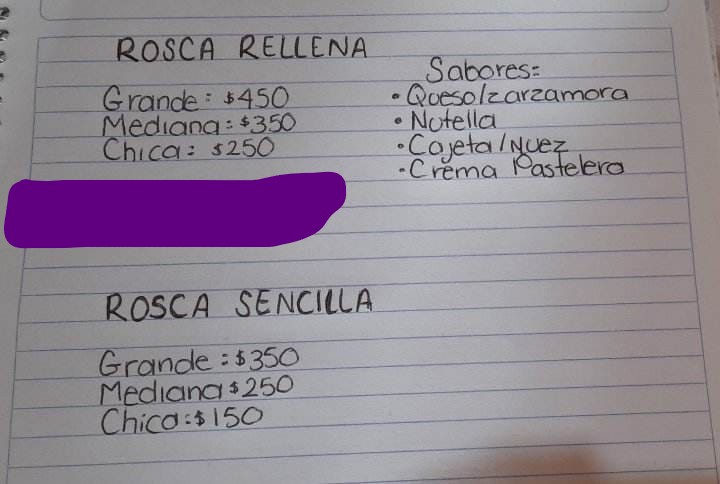 ROSCA RELLENA
Grande: $450
Mediana: $350
Chica: $250
Sabores:
• Queso/zarzamora
• Nutella
• Cajeta/Nuez
• Crema Pastelera
ROSCA SENCILLA
Grande: $350
Mediana $250
Chica: $150